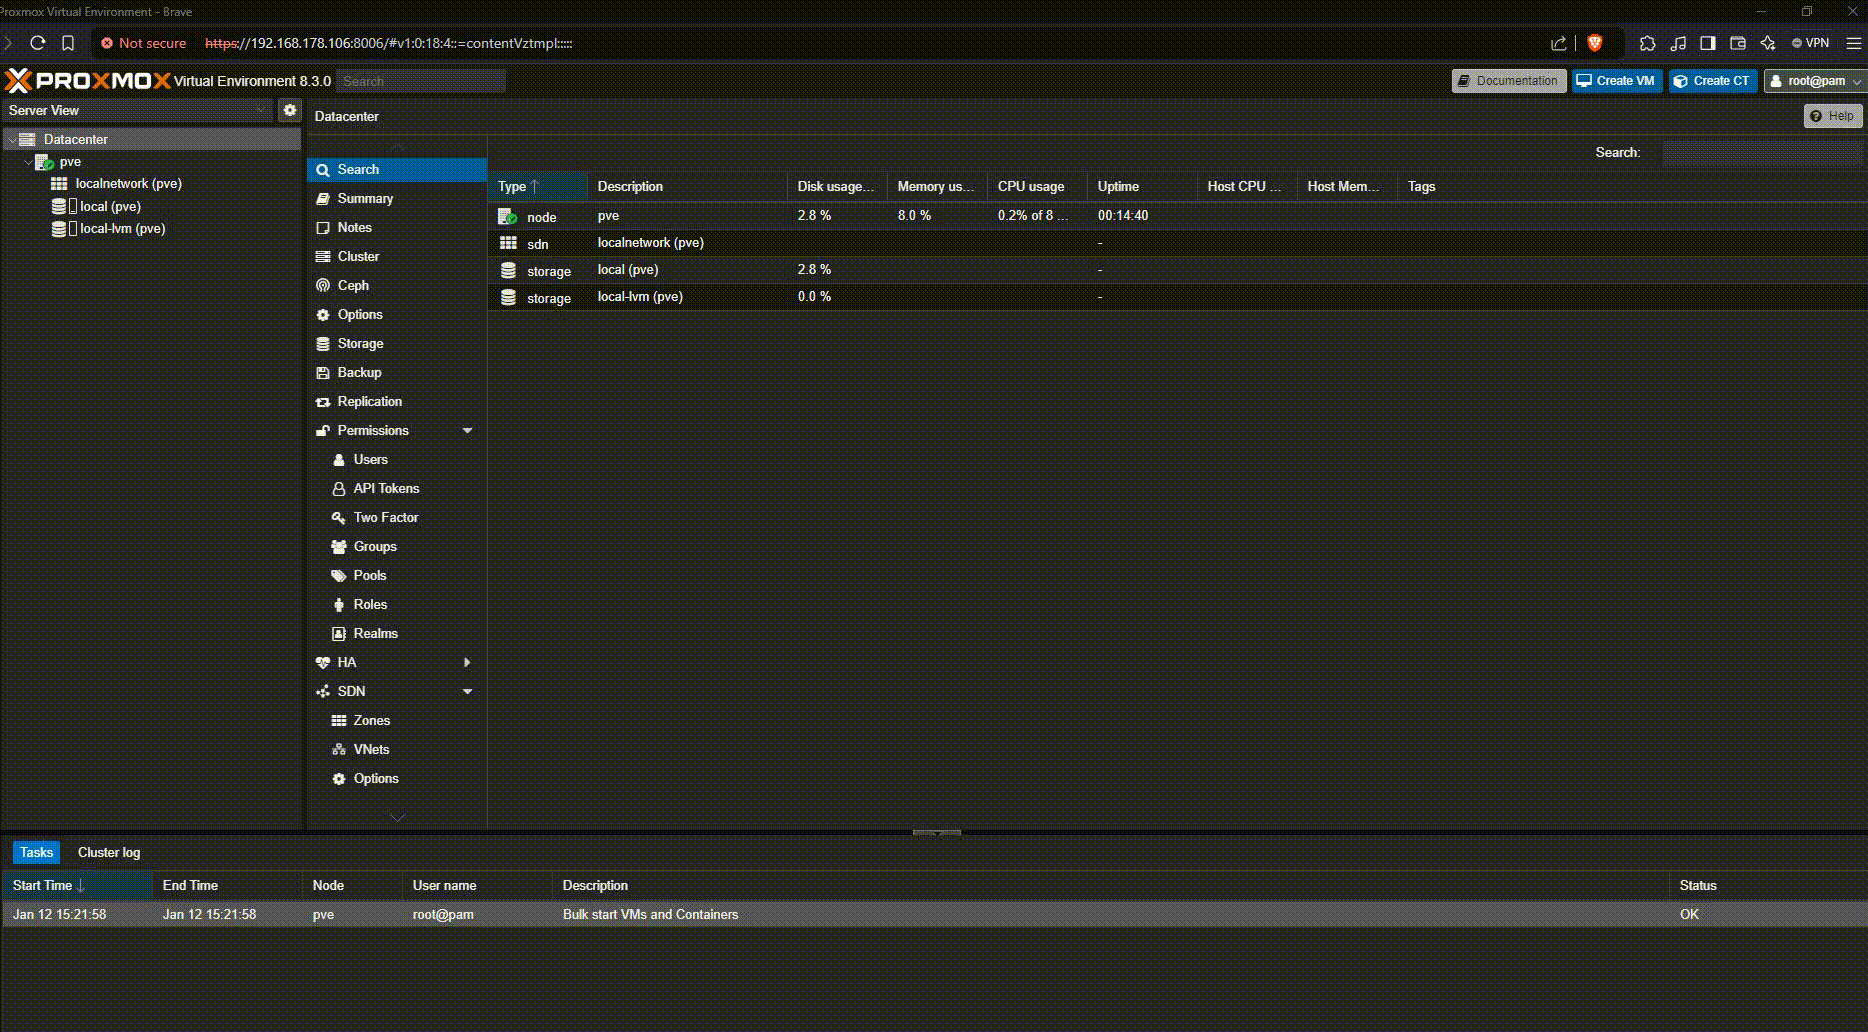 Proxmox Virtual Environment - Brave
Not secure https://192.168.178.106:8006/#v1:0:18:4::=contentVztmpl::::: VPN
PROXMOX Virtual Environment 8.3.0 Search Documentation Create VM Create CT root@pam
Server View
Datacenter
pve
localnetwork (pve)
local (pve)
local-lvm (pve)
Datacenter Help
Search
Summary
Notes
Cluster
Ceph
Options
Storage
Backup
Replication
Permissions
Users
API Tokens
Two Factor
Groups
Pools
Roles
Realms
HA
SDN
Zones
VNets
Options
Search:
Type Description Disk usage... Memory us... CPU usage Uptime Host CPU ... Host Mem... Tags
node pve 2.8 % 8.0 % 0.2% of 8 ... 00:14:40
sdn localnetwork (pve) -
storage local (pve) 2.8 % -
storage local-lvm (pve) 0.0 % -
Tasks Cluster log
Start Time End Time Node User name Description Status
Jan 12 15:21:58 Jan 12 15:21:58 pve root@pam Bulk start VMs and Containers OK